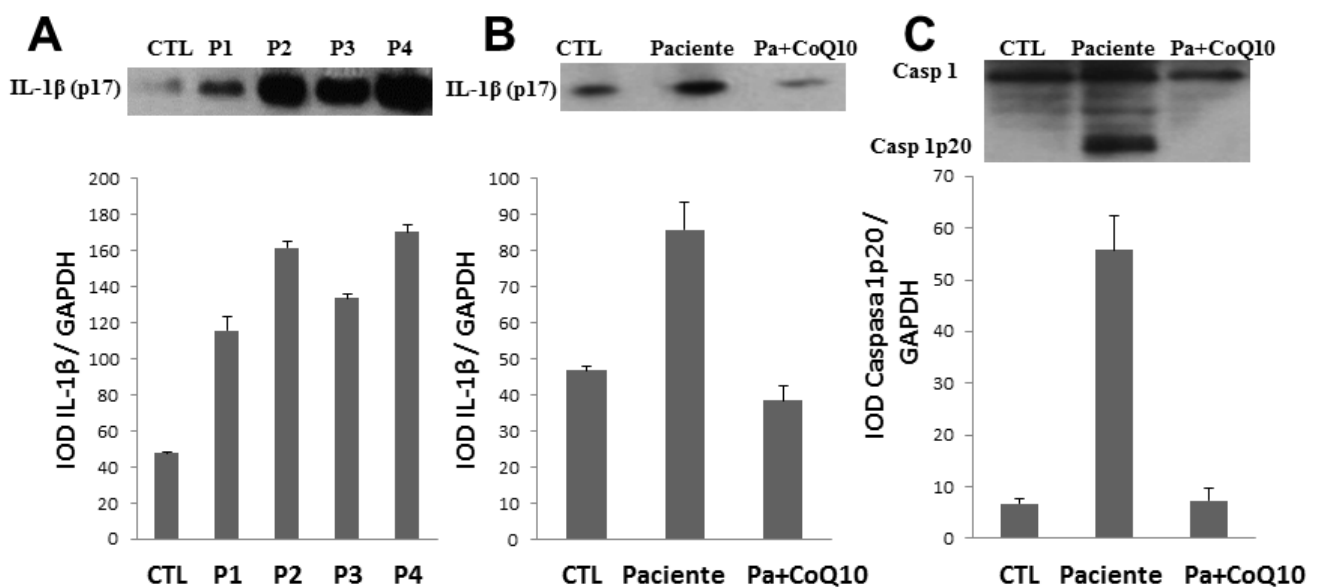 A
CTL P1 P2 P3 P4
IL-1β (p17)
200
180
160
140
120
100
80
60
40
20
0
IOD IL-1β / GAPDH
CTL P1 P2 P3 P4
B
CTL Paciente Pa+CoQ10
IL-1β (p17)
100
90
80
70
60
50
40
30
20
10
0
IOD IL-1β / GAPDH
CTL Paciente Pa+CoQ10
C
CTL Paciente Pa+CoQ10
Casp 1
Casp 1p20
70
60
50
40
30
20
10
0
IOD Caspasa1p20 /
GAPDH
CTL Paciente Pa+CoQ10